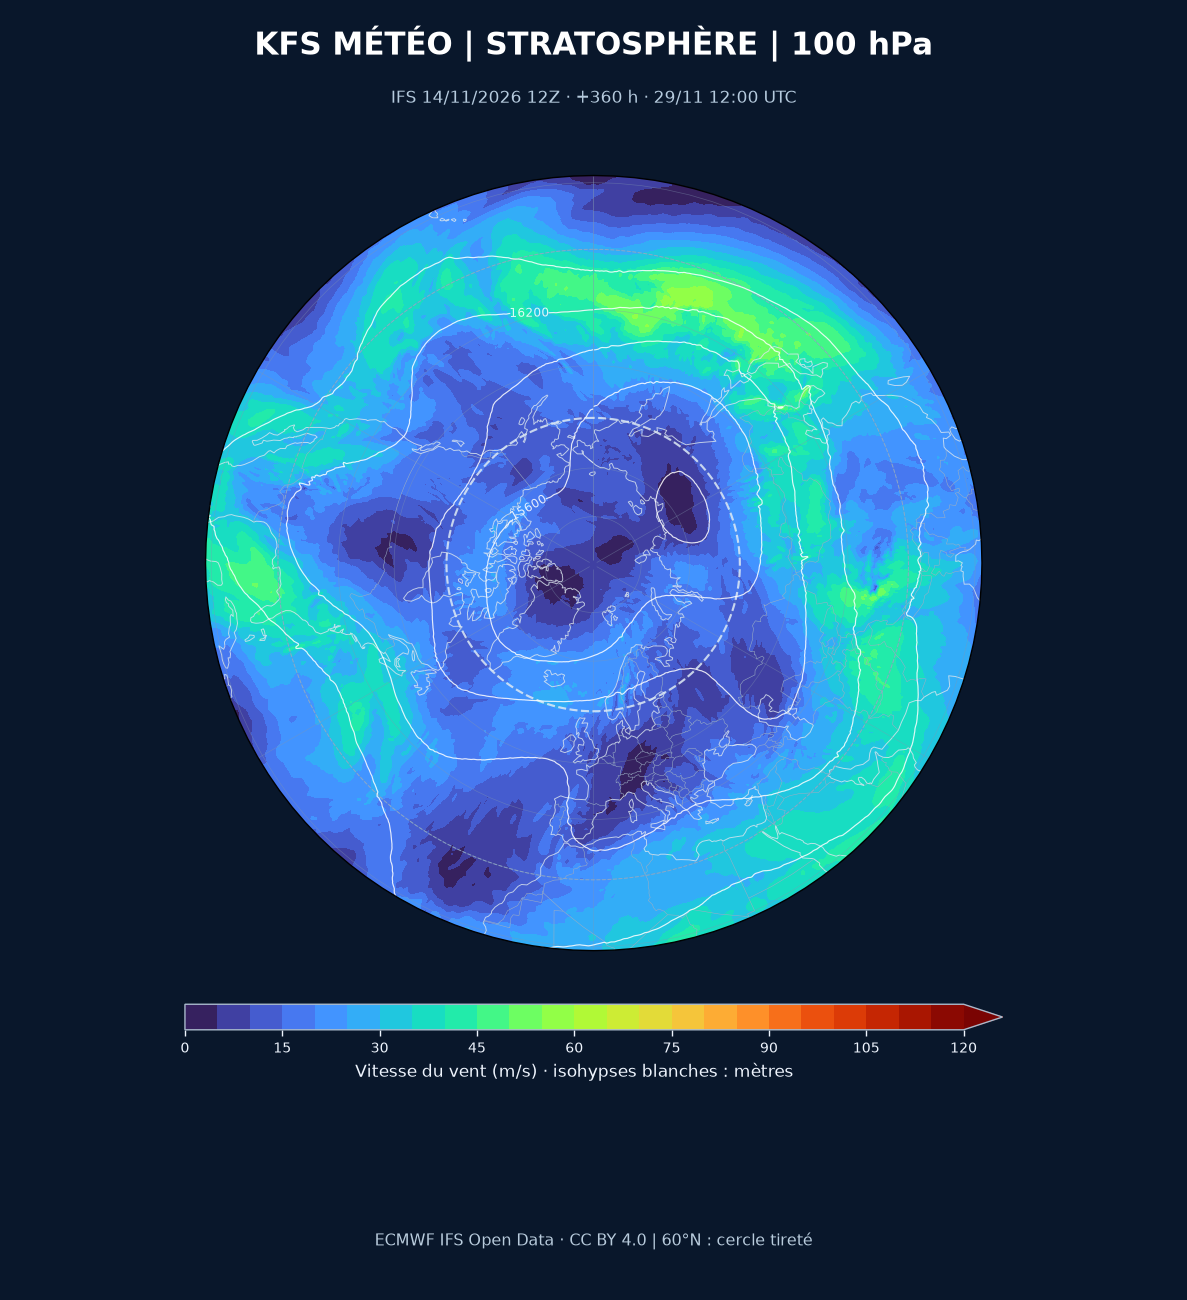 KFS MÉTÉO | STRATOSPHÈRE | 100 hPa
IFS 14/11/2026 12Z · +360 h · 29/11 12:00 UTC
16200
15600
0 15 30 45 60 75 90 105 120
Vitesse du vent (m/s) · isohypses blanches : mètres
ECMWF IFS Open Data · CC BY 4.0 | 60°N : cercle tireté